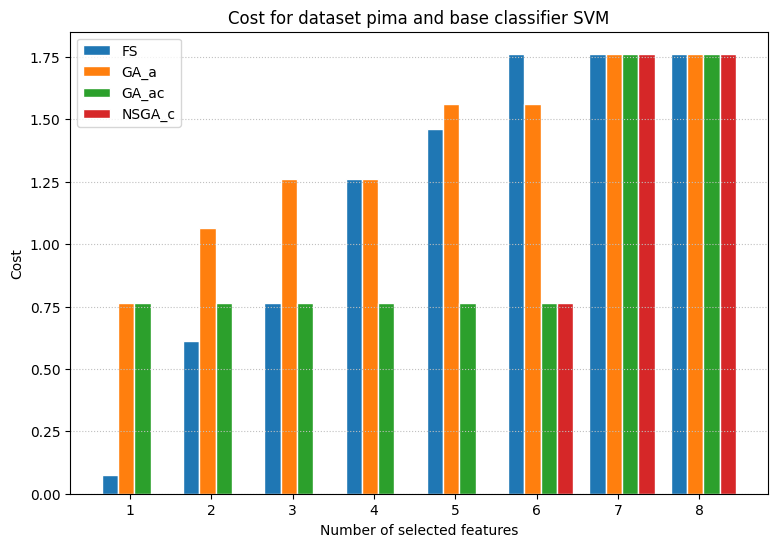 Cost for dataset pima and base classifier SVM
FS
GA_a
GA_ac
NSGA_c
1.75
1.50
1.25
1.00
0.75
0.50
0.25
0.00
Cost
1 2 3 4 5 6 7 8
Number of selected features